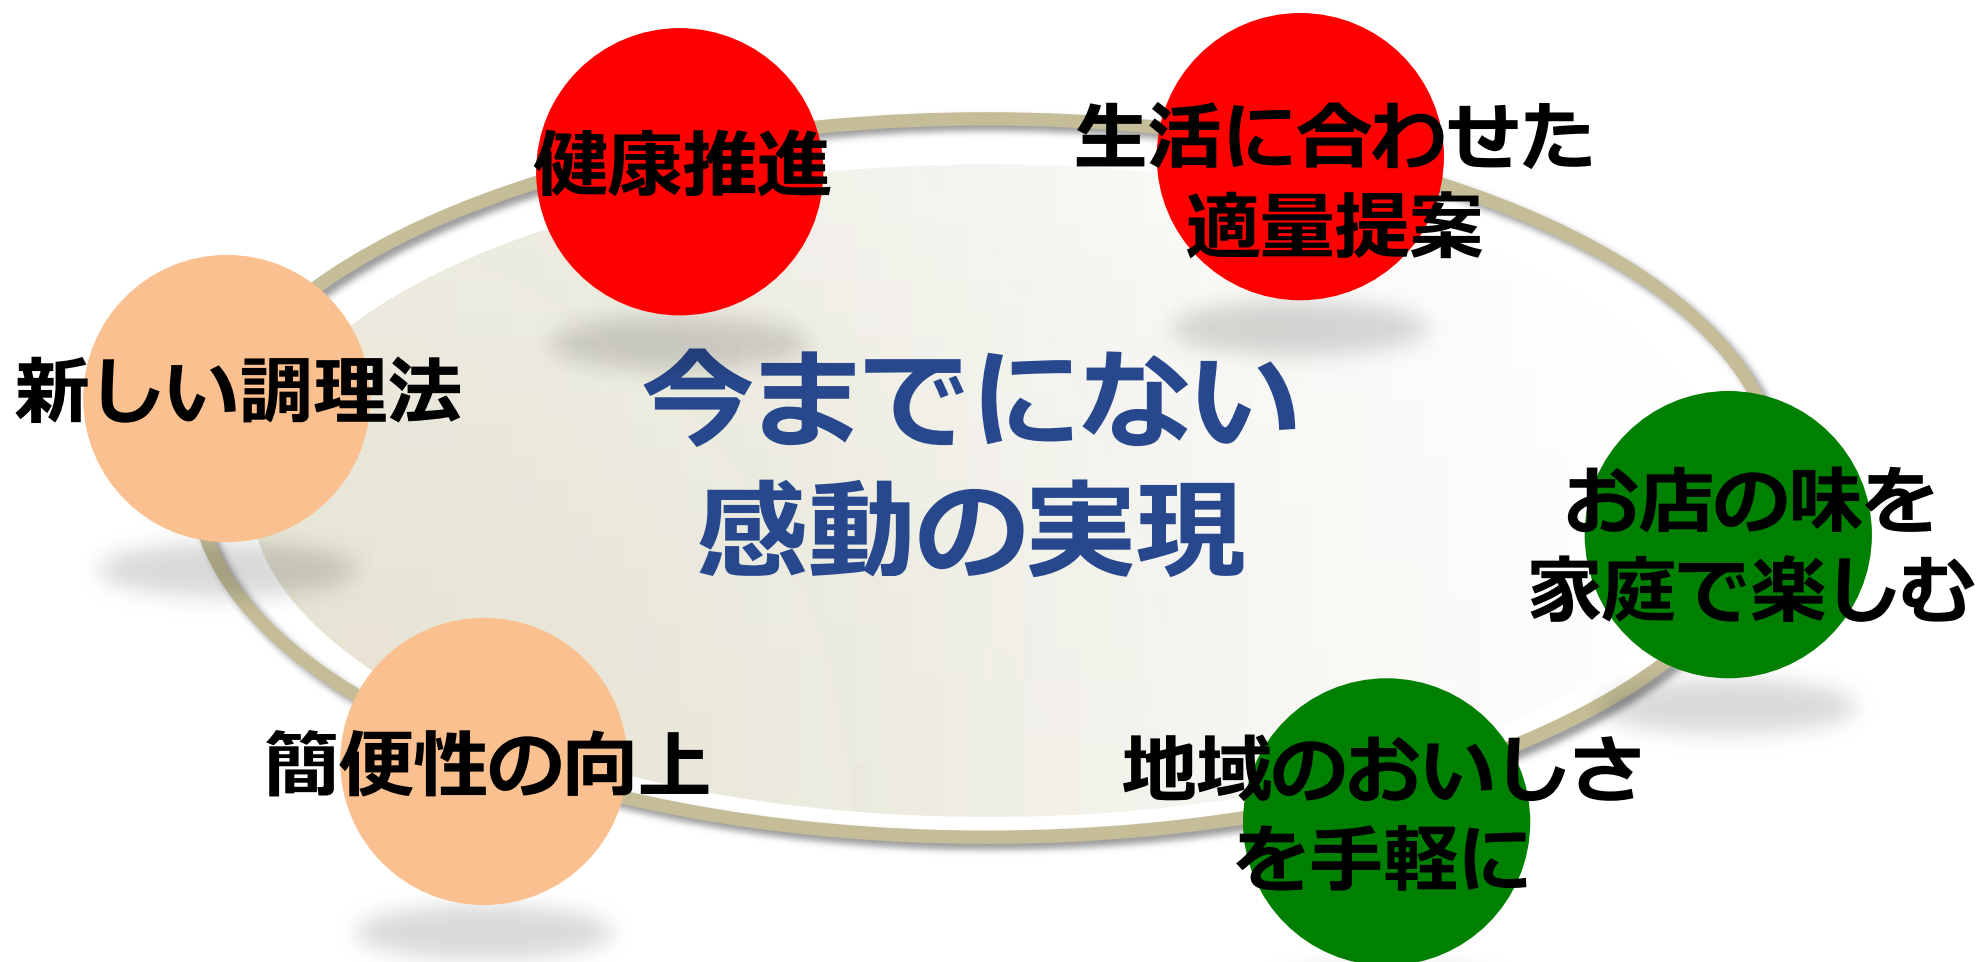 健康推進
生活に合わせた
適量提案
新しい調理法
今までにない
感動の実現
お店の味を
家庭で楽しむ
簡便性の向上
地域のおいしさ
を手軽に